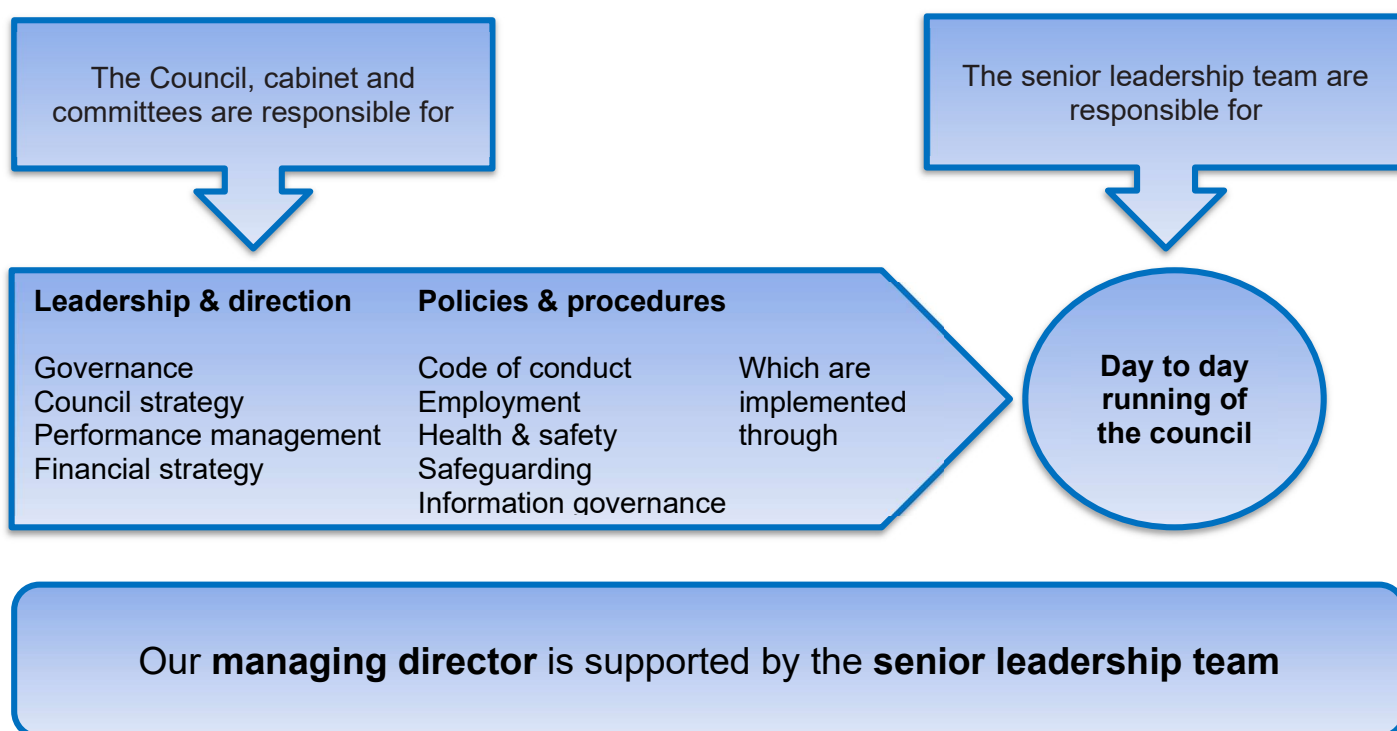 The Council, cabinet and
committees are responsible for
The senior leadership team are
responsible for
Leadership & direction
Governance
Council strategy
Performance management
Financial strategy
Policies & procedures
Code of conduct
Employment
Health & safety
Safeguarding
Information governance
Which are
implemented
through
Day to day
running of
the council
Our managing director is supported by the senior leadership team